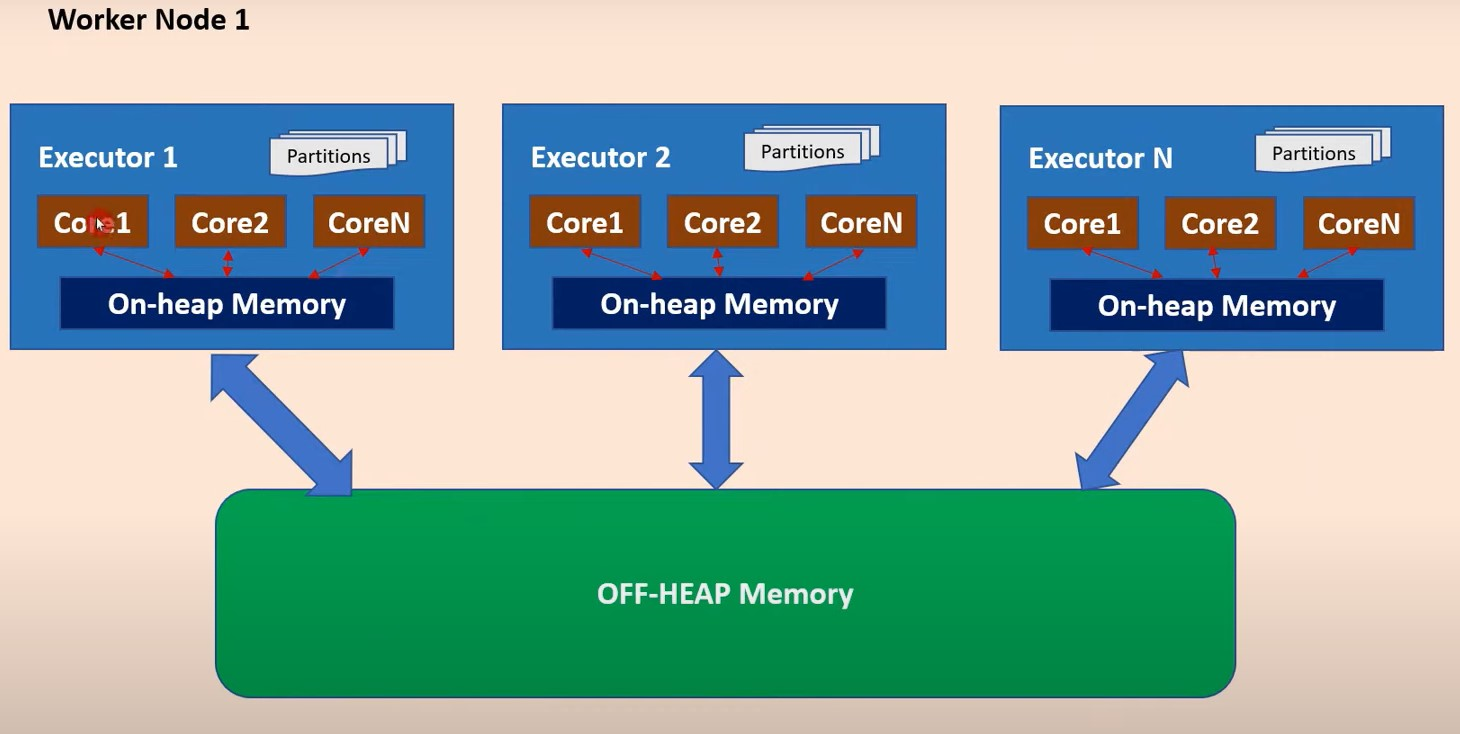 Worker Node 1
Executor 1
Partitions
Core1
Core2
CoreN
On-heap Memory
Executor 2
Partitions
Core1
Core2
CoreN
On-heap Memory
Executor N
Partitions
Core1
Core2
CoreN
On-heap Memory
OFF-HEAP Memory